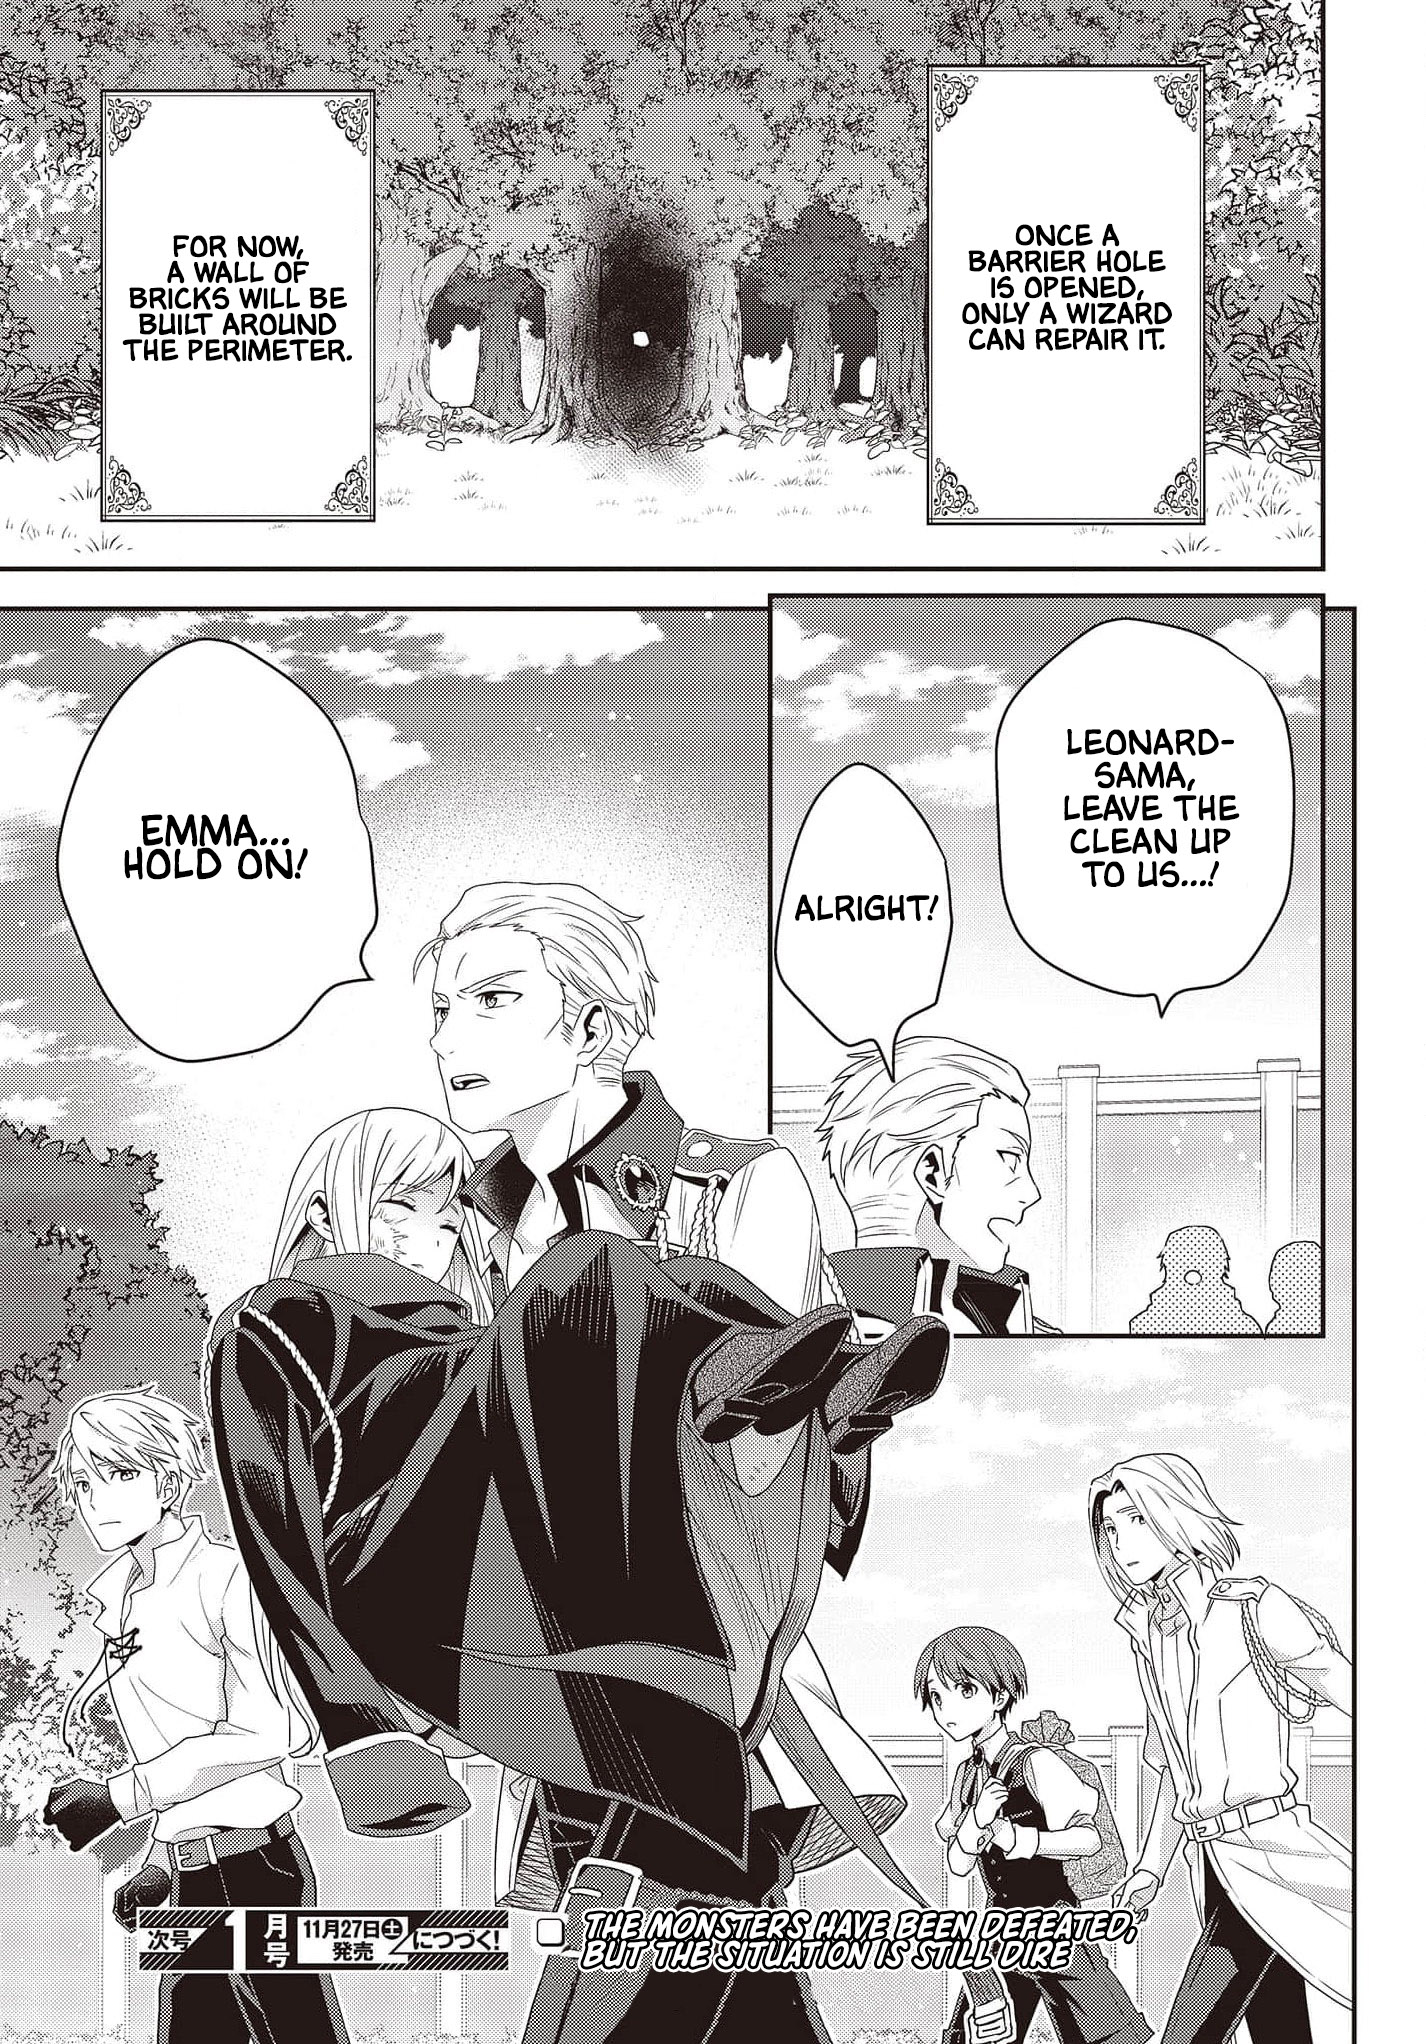 ONCE A
BARRIER HOLE
IS OPENED,
ONLY A WIZARD
CAN REPAIR IT.
FOR NOW,
A WALL OF
BRICKS WILL BE
BUILT AROUND
THE PERIMETER.
LEONARD-
SAMA,
LEAVE THE
CLEAN UP
TO US...!
ALRIGHT!
EMMA...
HOLD ON!
THE MONSTERS HAVE BEEN DEFEATED,
BUT THE SITUATION IS STILL DIRE
次号1月号11月27日㊏発売につづく!